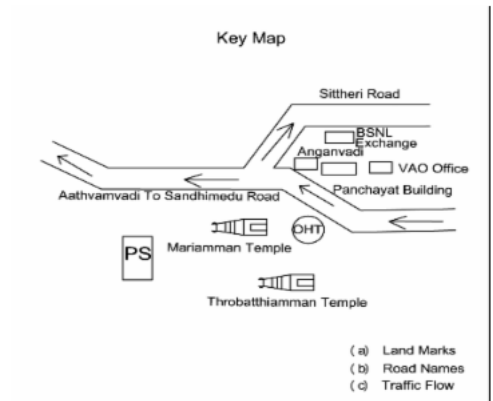 Key Map
Sittheri Road
BSNL
Exchange
Anganvadi
VAO Office
Panchayat Building
Aathvamvadi To Sandhimedu Road
OHT
Mariamman Temple
PS
Throbatthiamman Temple
(a) Land Marks
(b) Road Names
(c) Traffic Flow